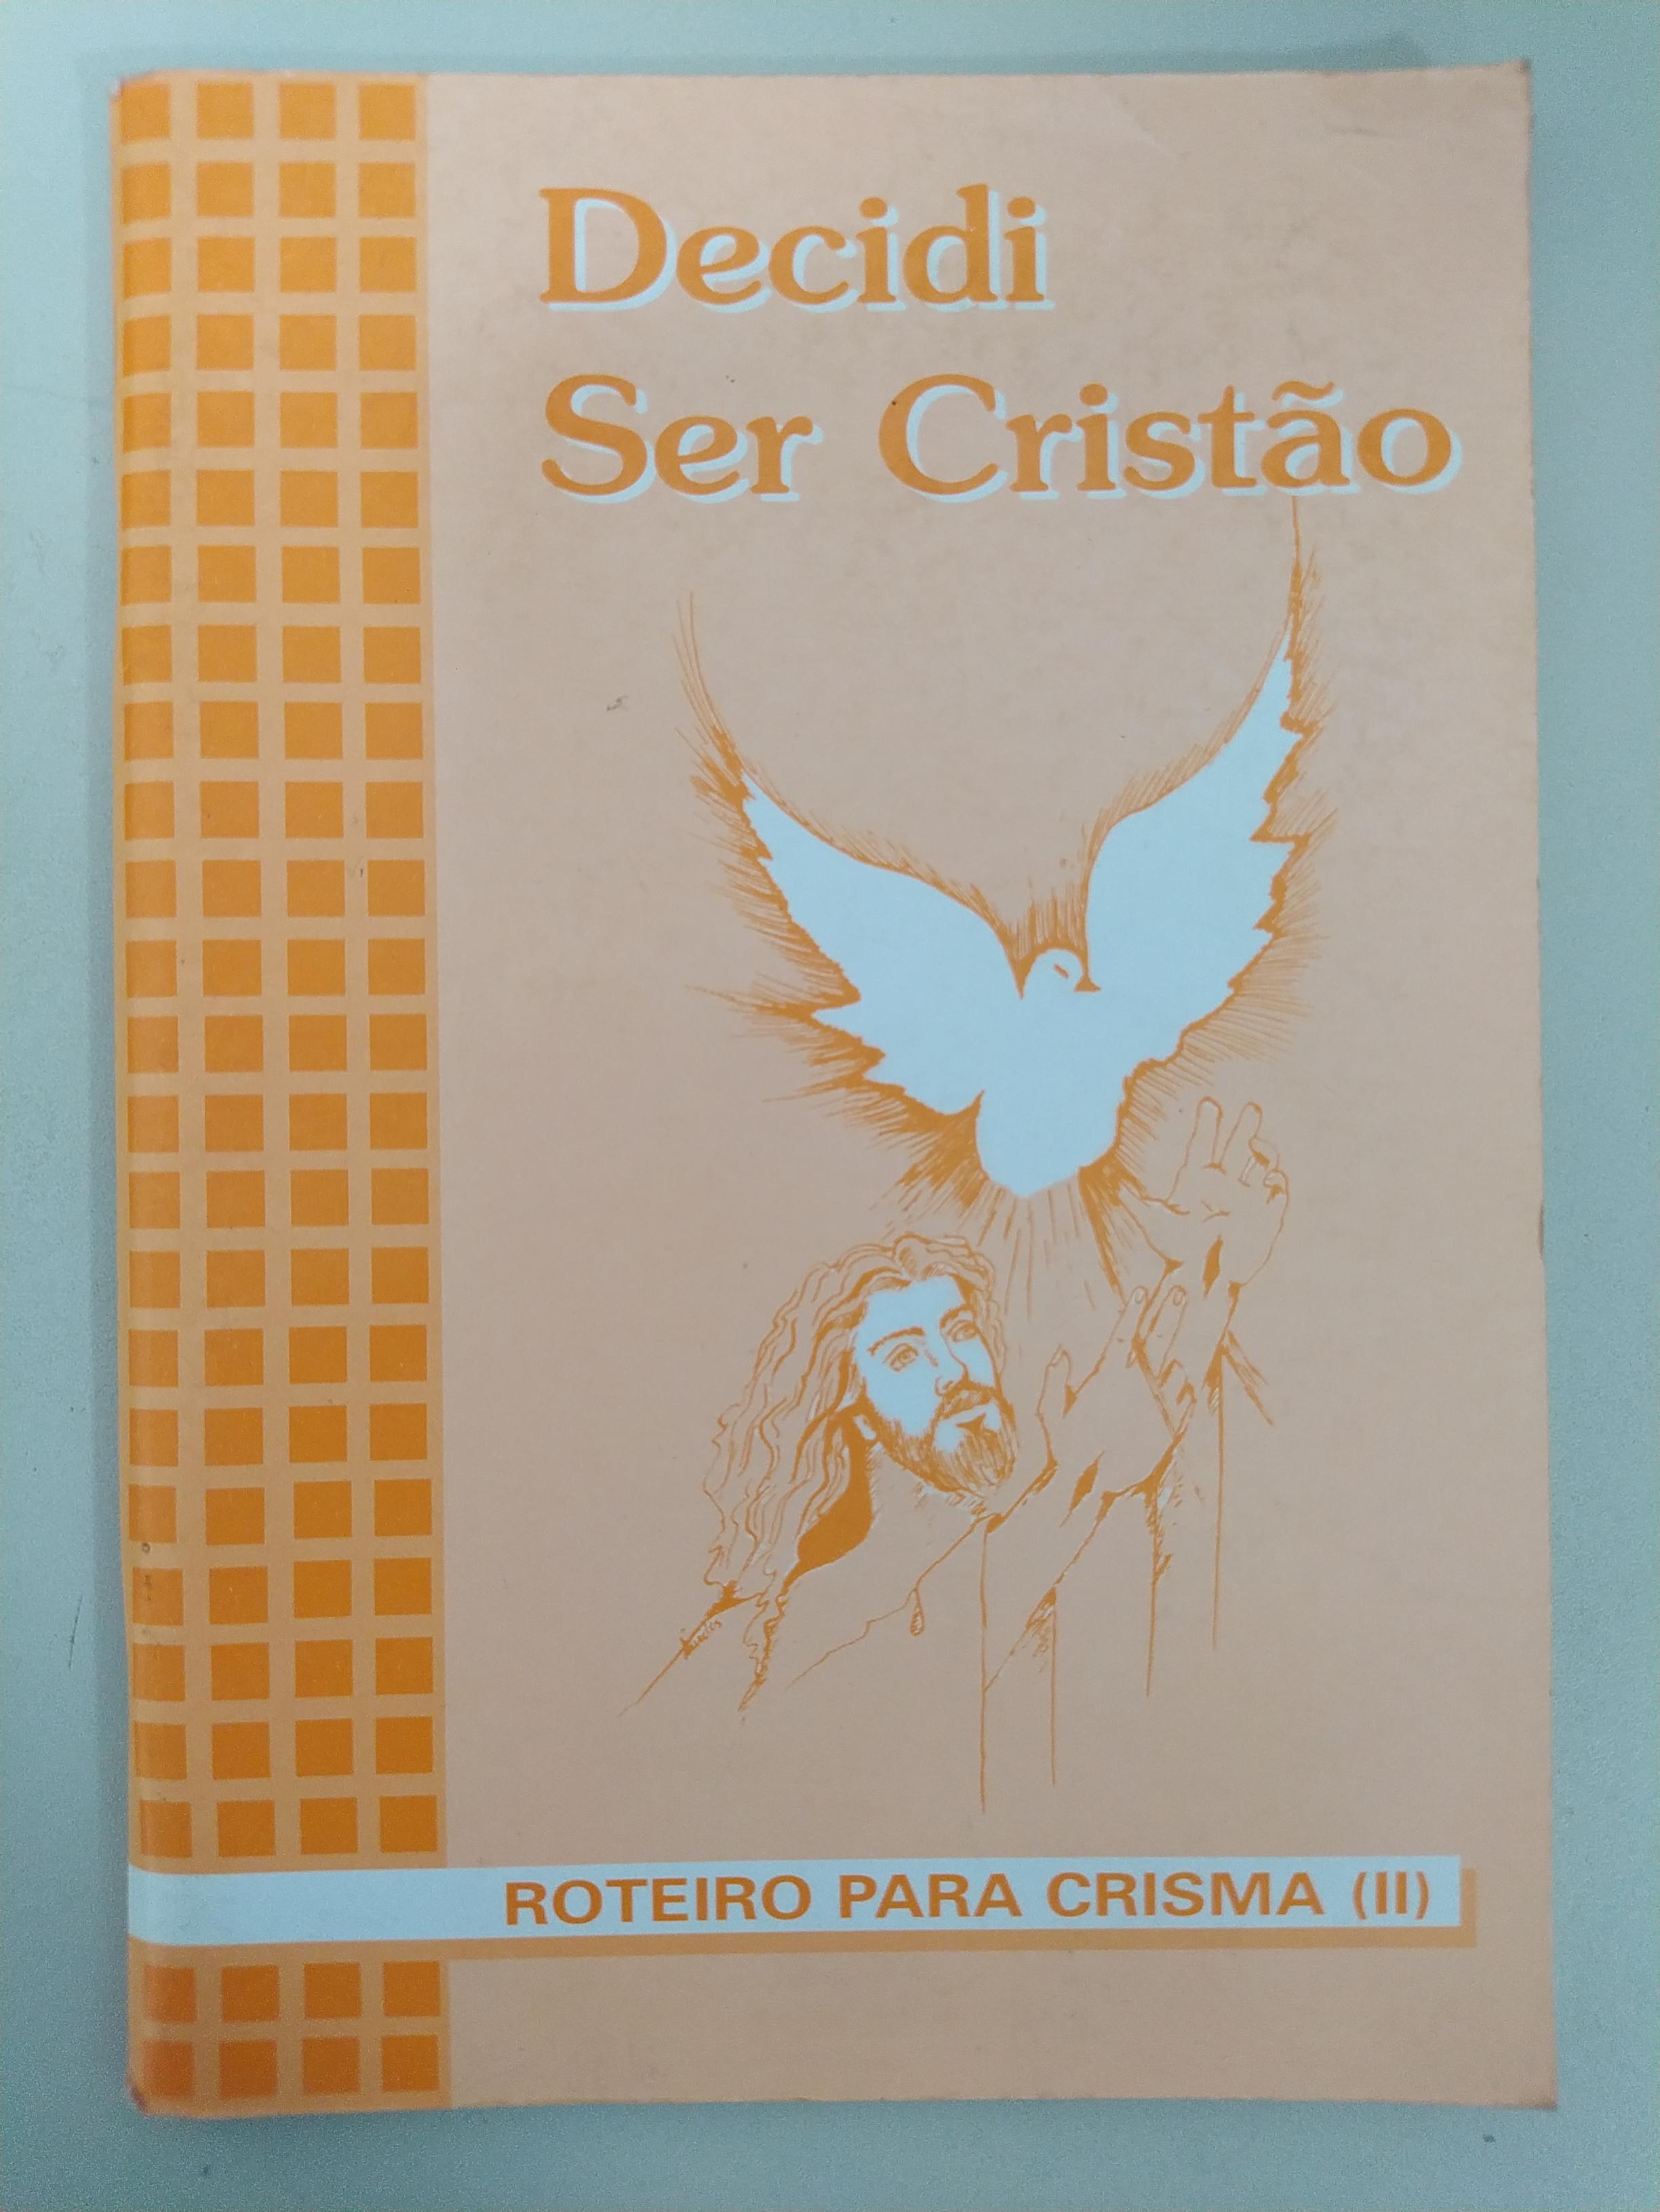 Decidi
Ser Cristão
ROTEIRO PARA CRISMA (II)